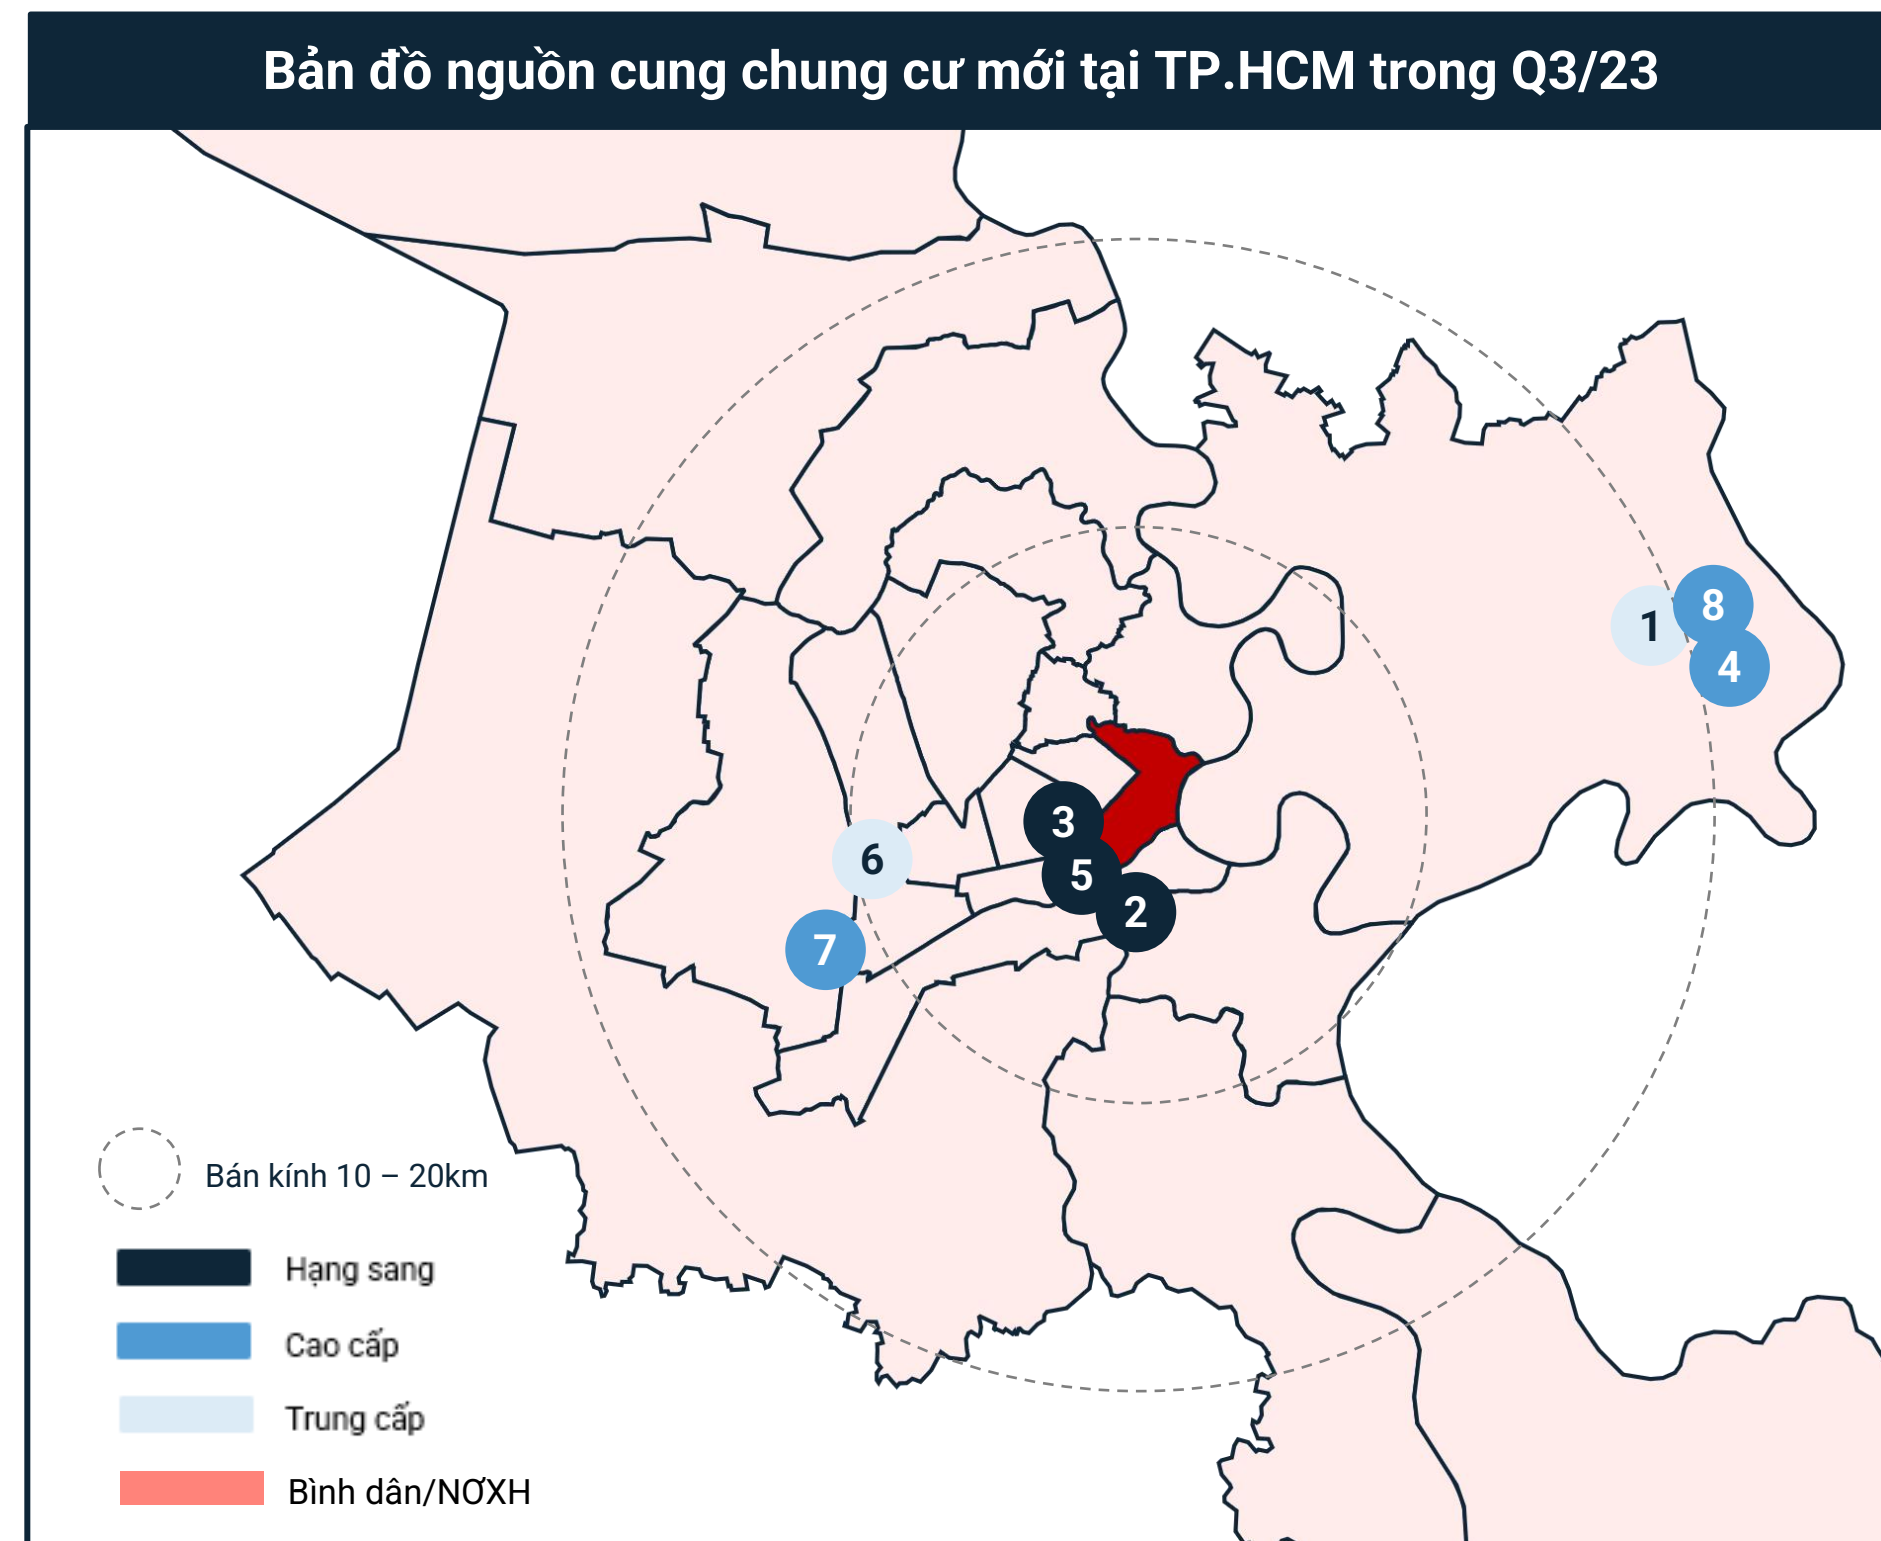 Bản đồ nguồn cung chung cư mới tại TP.HCM trong Q3/23
8
1
4
3
6
5
2
7
Bán kính 10 – 20km
Hạng sang
Cao cấp
Trung cấp
Bình dân/NƠXH